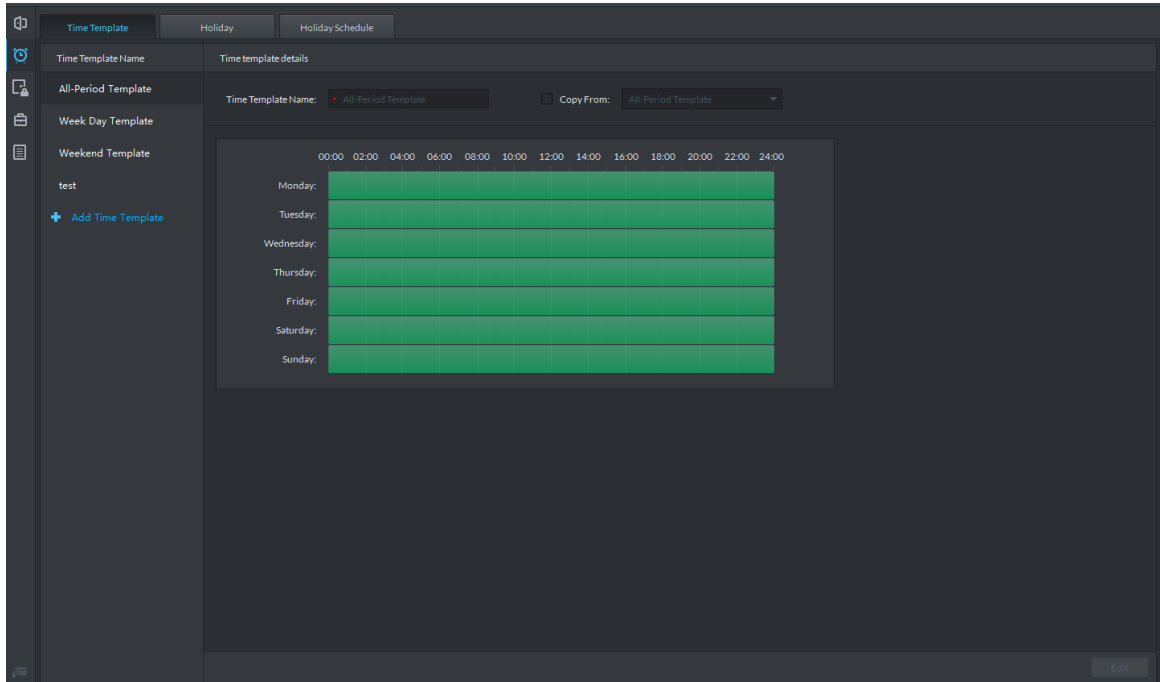 Time Template Holiday Holiday Schedule
Time Template Name
All-Period Template
Week Day Template
Weekend Template
test
Add Time Template
Time template details
Time Template Name: * All-Period Template Copy From: All-Period Template
00:00 02:00 04:00 06:00 08:00 10:00 12:00 14:00 16:00 18:00 20:00 22:00 24:00
Monday:
Tuesday:
Wednesday:
Thursday:
Friday:
Saturday:
Sunday:
Edit